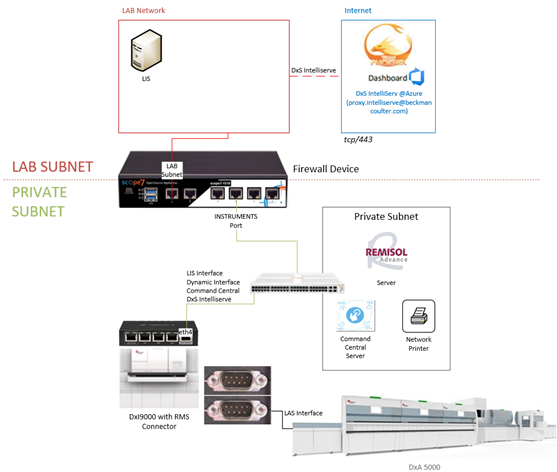 LAB Network
Internet
LIS
DxS Intelliserve
Dashboard
DxS IntelliServ @Azure
(proxy.intelliserve@beckman
coulter.com)
tcp/443
LAB SUBNET
LAB
Subnet
Firewall Device
scope7
PRIVATE
SUBNET
INSTRUMENTS
Port
Private Subnet
REMISOL
Advance
Server
LIS Interface
Dynamic Interface
Command Central
DxS Intelliserve
eth4
Command
Central
Server
Network
Printer
DxI9000 with RMS
Connector
LAS Interface
DxA 5000